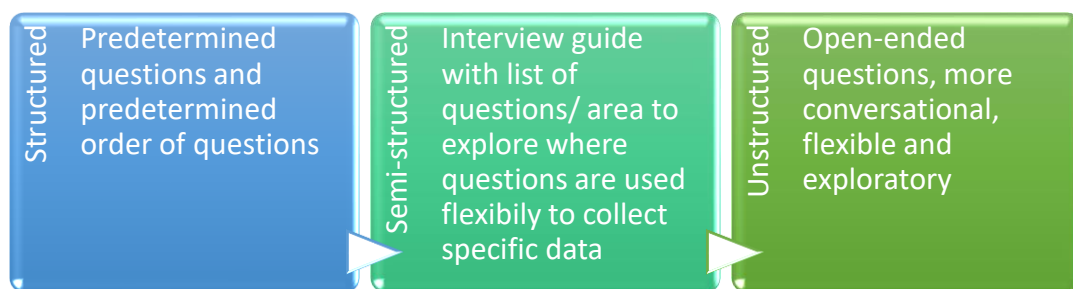 Structured
Predetermined
questions and
predetermined
order of questions
Semi-structured
Interview guide
with list of
questions/ area to
explore where
questions are used
flexibily to collect
specific data
Unstructured
Open-ended
questions, more
conversational,
flexible and
exploratory